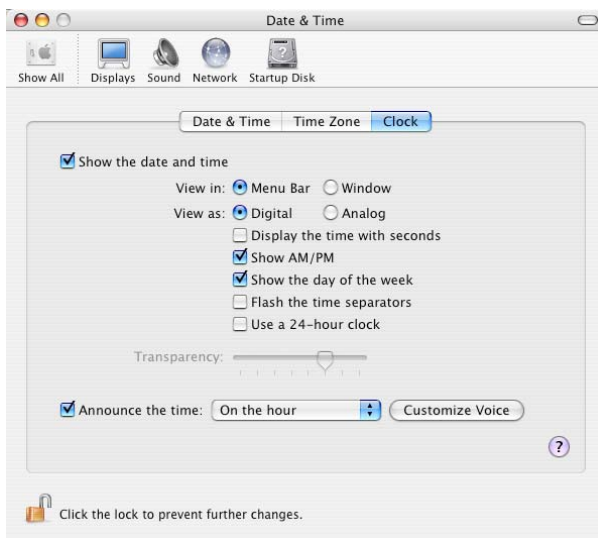 Date & Time
Show All Displays Sound Network Startup Disk
Date & Time Time Zone Clock
Show the date and time
View in: Menu Bar Window
View as: Digital Analog
Display the time with seconds
Show AM/PM
Show the day of the week
Flash the time separators
Use a 24-hour clock
Transparency:
Announce the time: On the hour Customize Voice
?
Click the lock to prevent further changes.